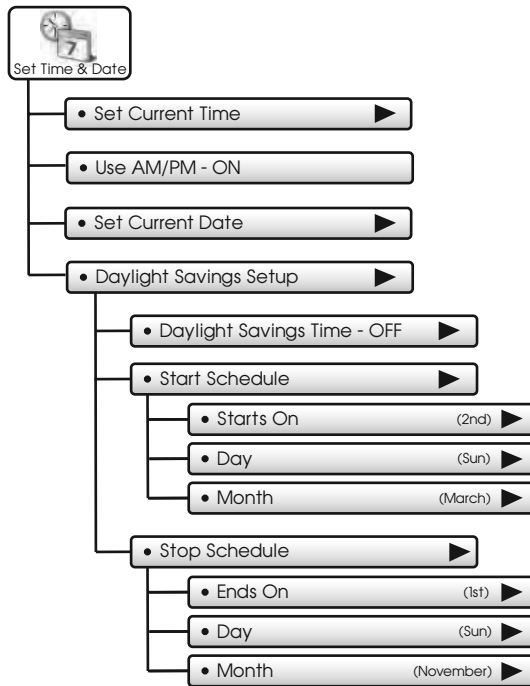 7
Set Time & Date
• Set Current Time
• Use AM/PM - ON
• Set Current Date
• Daylight Savings Setup
• Daylight Savings Time - OFF
• Start Schedule
• Starts On (2nd)
• Day (Sun)
• Month (March)
• Stop Schedule
• Ends On (1st)
• Day (Sun)
• Month (November)